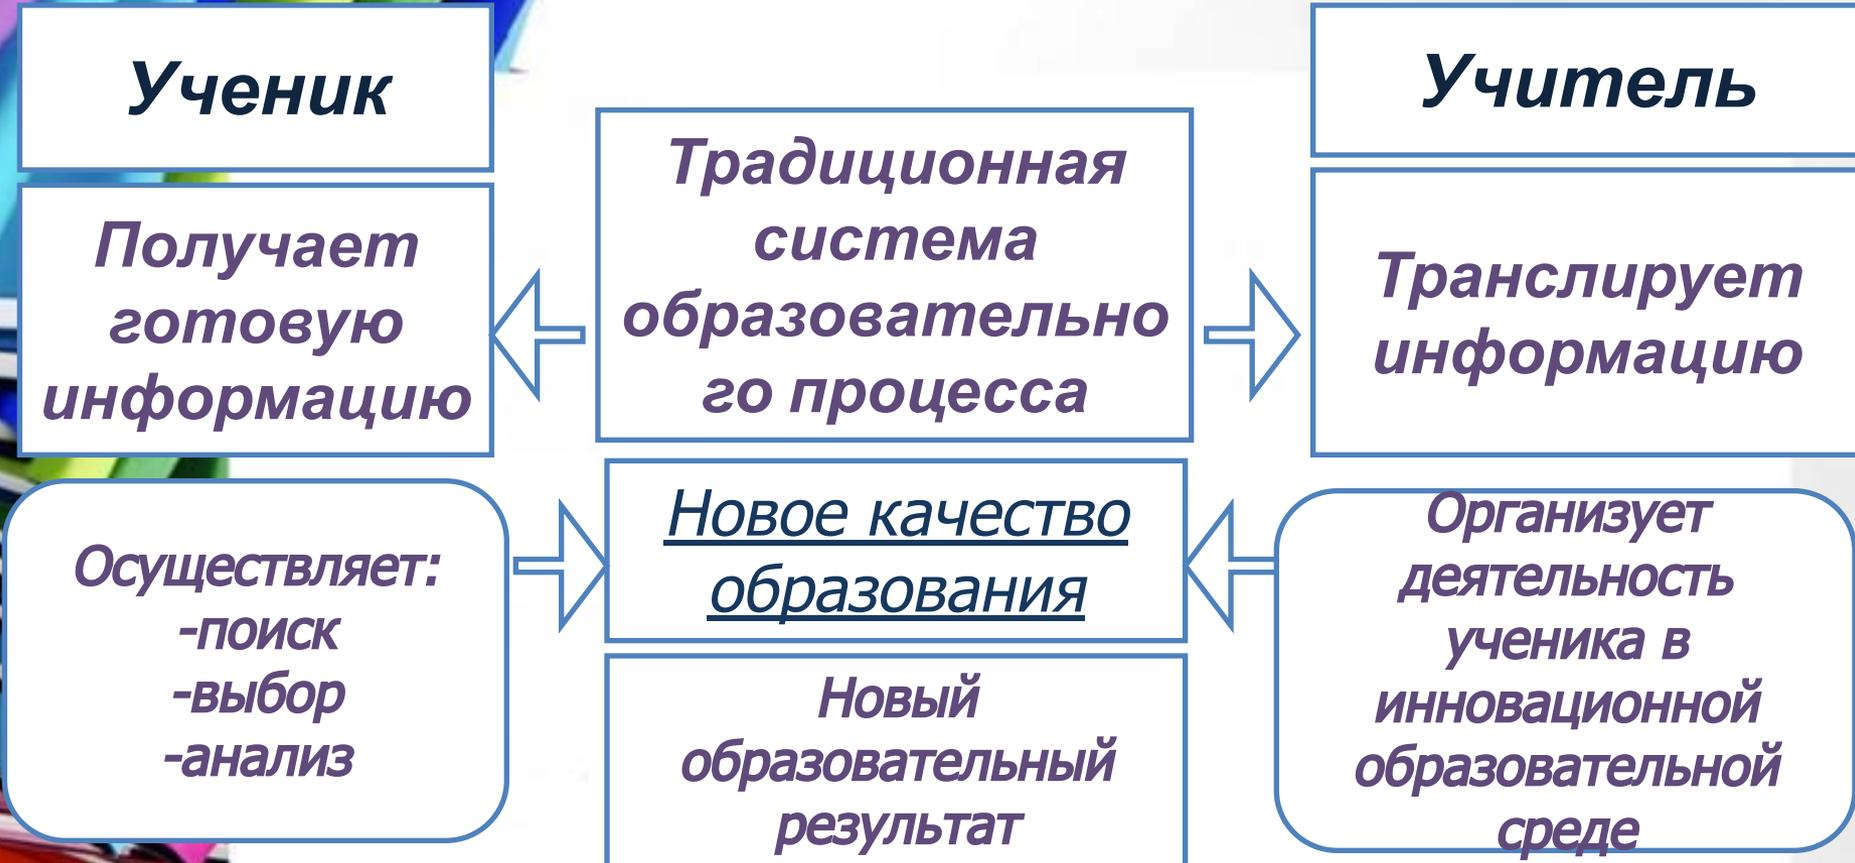 Ученик
Учитель
Получает
готовую
информацию
Традиционная
система
образовательно
го процесса
Транслирует
информацию
Осуществляет:
-поиск
-выбор
-анализ
Новое качество
образования
Организует
деятельность
ученика в
инновационной
образовательной
среде
Новый
образовательный
результат